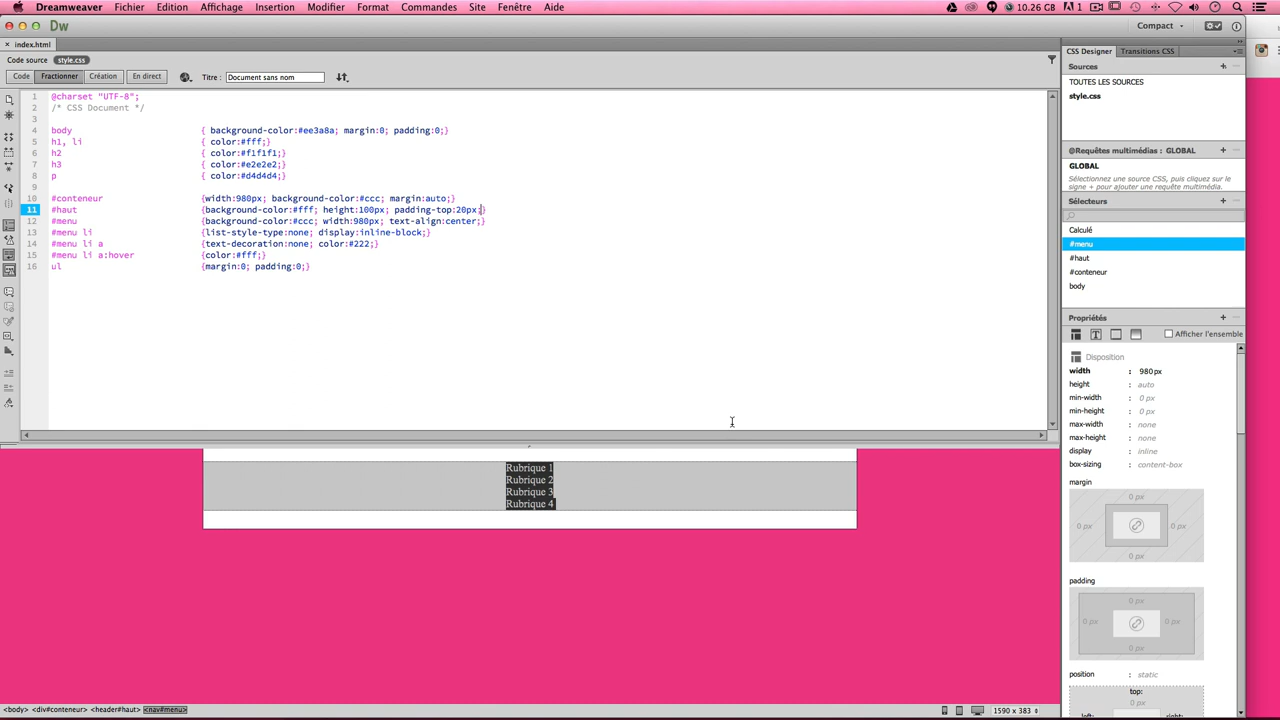 Dreamweaver Fichier Edition Affichage Insertion Modifier Format Commandes Site Fenêtre Aide 10.26 GB 1
Dw Compact
× index.html
Code source style.css
Code Fractionner Création En direct Titre : Document sans nom
1 @charset "UTF-8";
2 /* CSS Document */
3
4 body { background-color:#ee3a8a; margin:0; padding:0;}
5 h1, li { color:#fff;}
6 h2 { color:#f1f1f1;}
7 h3 { color:#e2e2e2;}
8 p { color:#d4d4d4;}
9
10 #conteneur {width:980px; background-color:#ccc; margin:auto;}
11 #haut {background-color:#fff; height:100px; padding-top:20px;}
12 #menu {background-color:#ccc; width:980px; text-align:center;}
13 #menu li {list-style-type:none; display:inline-block;}
14 #menu li a {text-decoration:none; color:#222;}
15 #menu li a:hover {color:#fff;}
16 ul {margin:0; padding:0;}
Rubrique 1
Rubrique 2
Rubrique 3
Rubrique 4
<body> <div#conteneur> <header#haut> <nav#menu>
1590 x 383
CSS Designer Transitions CSS
Sources
TOUTES LES SOURCES
style.css
@Requêtes multimédias : GLOBAL
GLOBAL
Sélectionnez une source CSS, puis cliquez sur le
signe + pour ajouter une requête multimédia.
Sélecteurs
Calculé
#menu
#haut
#conteneur
body
Propriétés
Afficher l'ensemble
Disposition
width : 980 px
height : auto
min-width : 0 px
min-height : 0 px
max-width : none
max-height : none
display : inline
box-sizing : content-box
margin
0 px
0 px 0 px
0 px
padding
0 px
0 px 0 px
0 px
position : static
top:
0 px
left: right: